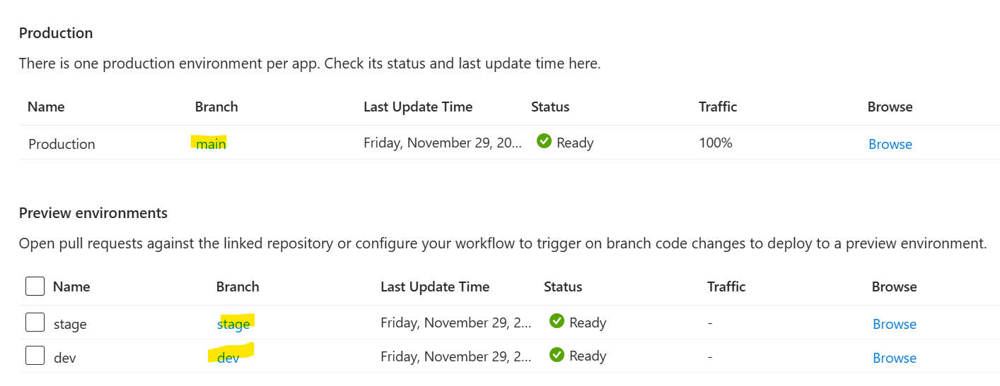 Production
There is one production environment per app. Check its status and last update time here.
Name Branch Last Update Time Status Traffic Browse
Production main Friday, November 29, 20... Ready 100% Browse
Preview environments
Open pull requests against the linked repository or configure your workflow to trigger on branch code changes to deploy to a preview environment.
Name Branch Last Update Time Status Traffic Browse
stage stage Friday, November 29, 2... Ready - Browse
dev dev Friday, November 29, 2... Ready - Browse